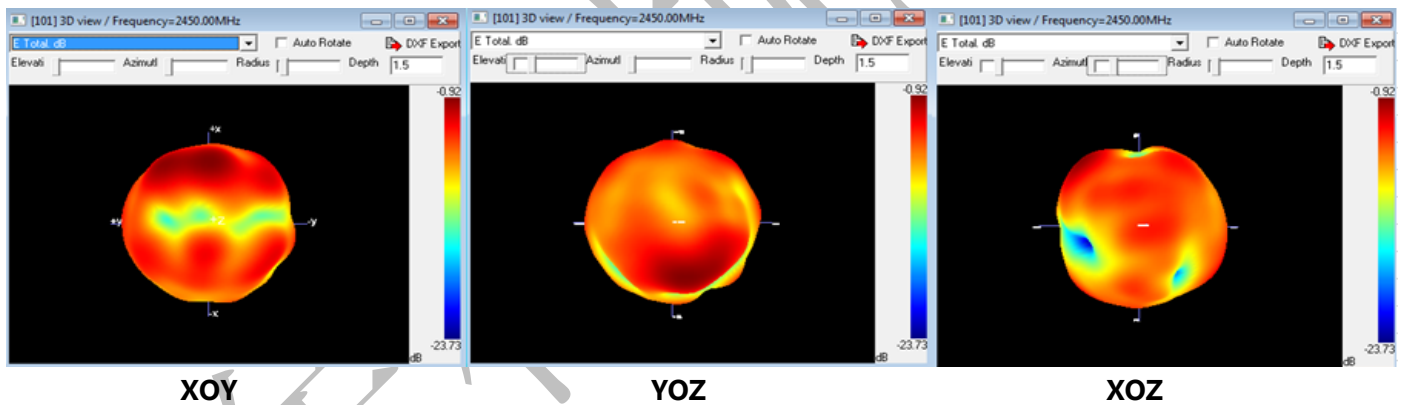 [101] 3D view / Frequency=2450.00MHz
E Total. dB
Auto Rotate
DXF Export
Elevati
Azimutl
Radius
Depth
1.5
-0.92
+x
+y
+Z
-y
-x
-23.73
dB
XOY
[101] 3D view / Frequency=2450.00MHz
E Total. dB
Auto Rotate
DXF Export
Elevati
Azimutl
Radius
Depth
1.5
-0.92
-23.73
dB
YOZ
[101] 3D view / Frequency=2450.00MHz
E Total. dB
Auto Rotate
DXF Export
Elevati
Azimutl
Radius
Depth
1.5
-0.92
-23.73
dB
XOZ